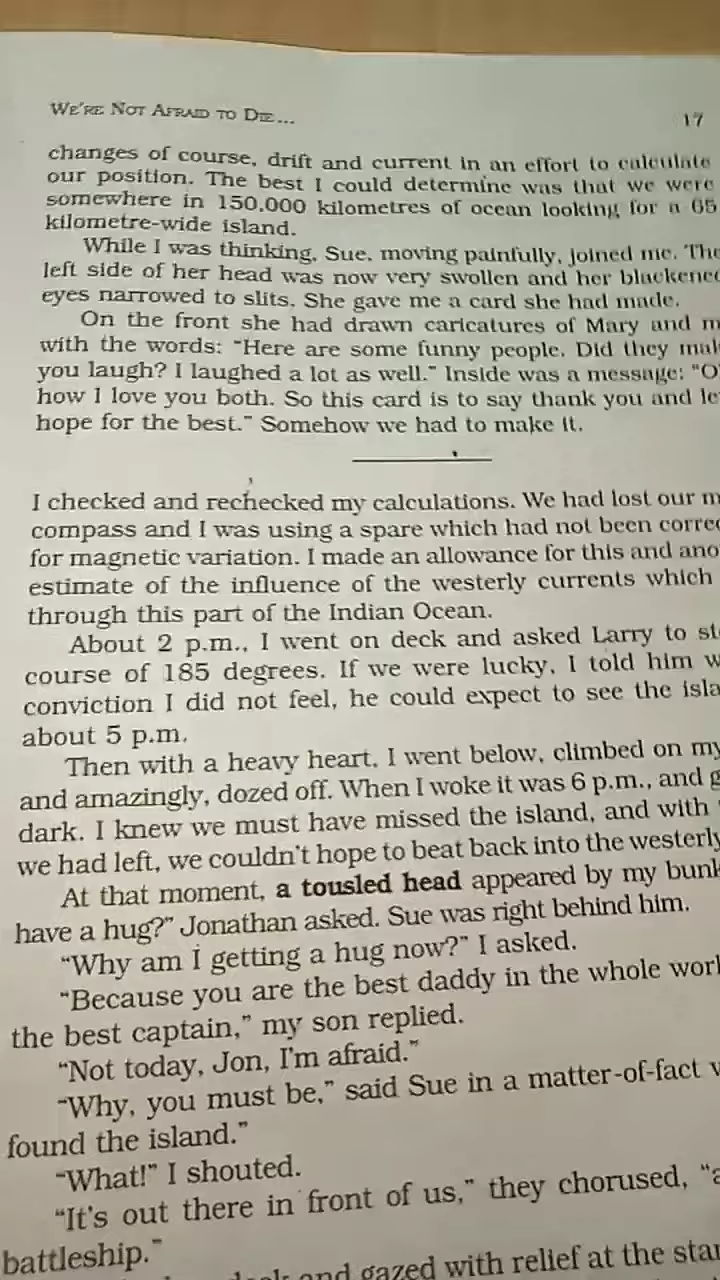 WE'RE NOT AFRAID TO DIE...
17
changes of course, drift and current in an effort to calculate
our position. The best I could determine was that we were
somewhere in 150,000 kilometres of ocean looking for a 65
kilometre-wide island.
While I was thinking, Sue, moving painfully, joined me. The
left side of her head was now very swollen and her blackened
eyes narrowed to slits. She gave me a card she had made.
On the front she had drawn caricatures of Mary and
with the words: "Here are some funny people. Did they
you laugh? I laughed a lot as well." Inside was a message:
how I love you both. So this card is to say thank you and
hope for the best." Somehow we had to make it.
I checked and rechecked my calculations. We had lost our
compass and I was using a spare which had not been
for magnetic variation. I made an allowance for this and
estimate of the influence of the westerly currents which
through this part of the Indian Ocean.
About 2 p.m., I went on deck and asked Larry to
course of 185 degrees. If we were lucky, I told him
conviction I did not feel, he could expect to see the
about 5 p.m.
Then with a heavy heart, I went below, climbed on my
and amazingly, dozed off. When I woke it was 6 p.m., and
dark. I knew we must have missed the island, and with
we had left, we couldn't hope to beat back into the westerly
At that moment, a tousled head appeared by my
have a hug?" Jonathan asked. Sue was right behind him.
"Why am I getting a hug now?" I asked.
"Because you are the best daddy in the whole
the best captain," my son replied.
"Not today, Jon, I'm afraid."
"Why, you must be," said Sue in a matter-of-fact
found the island."
"What!" I shouted.
"It's out there in front of us," they chorused,
battleship."
and gazed with relief at the